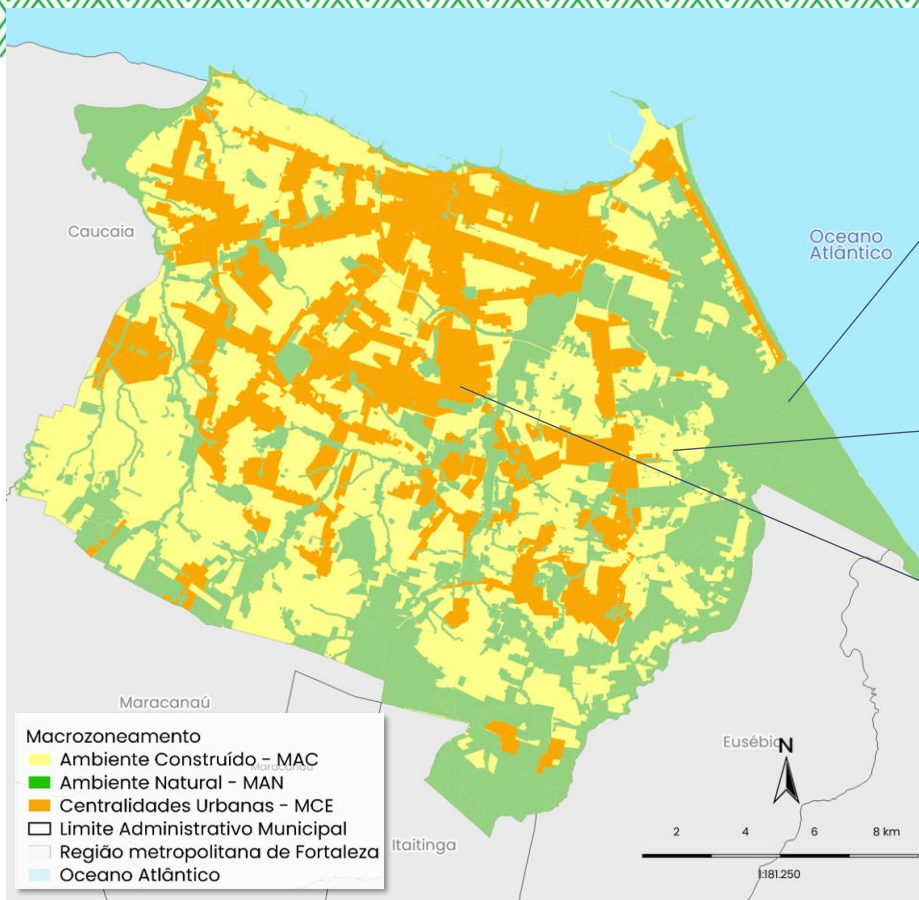 Caucaia
Oceano
Atlântico
Maracanaú
Eusébio
N
Itaitinga
Macrozoneamento
Ambiente Construído - MAC
Maracanaú
Ambiente Natural - MAN
Centralidades Urbanas - MCE
Limite Administrativo Municipal
Região metropolitana de Fortaleza
Oceano Atlântico
2 4 6 8 km
1:181.250